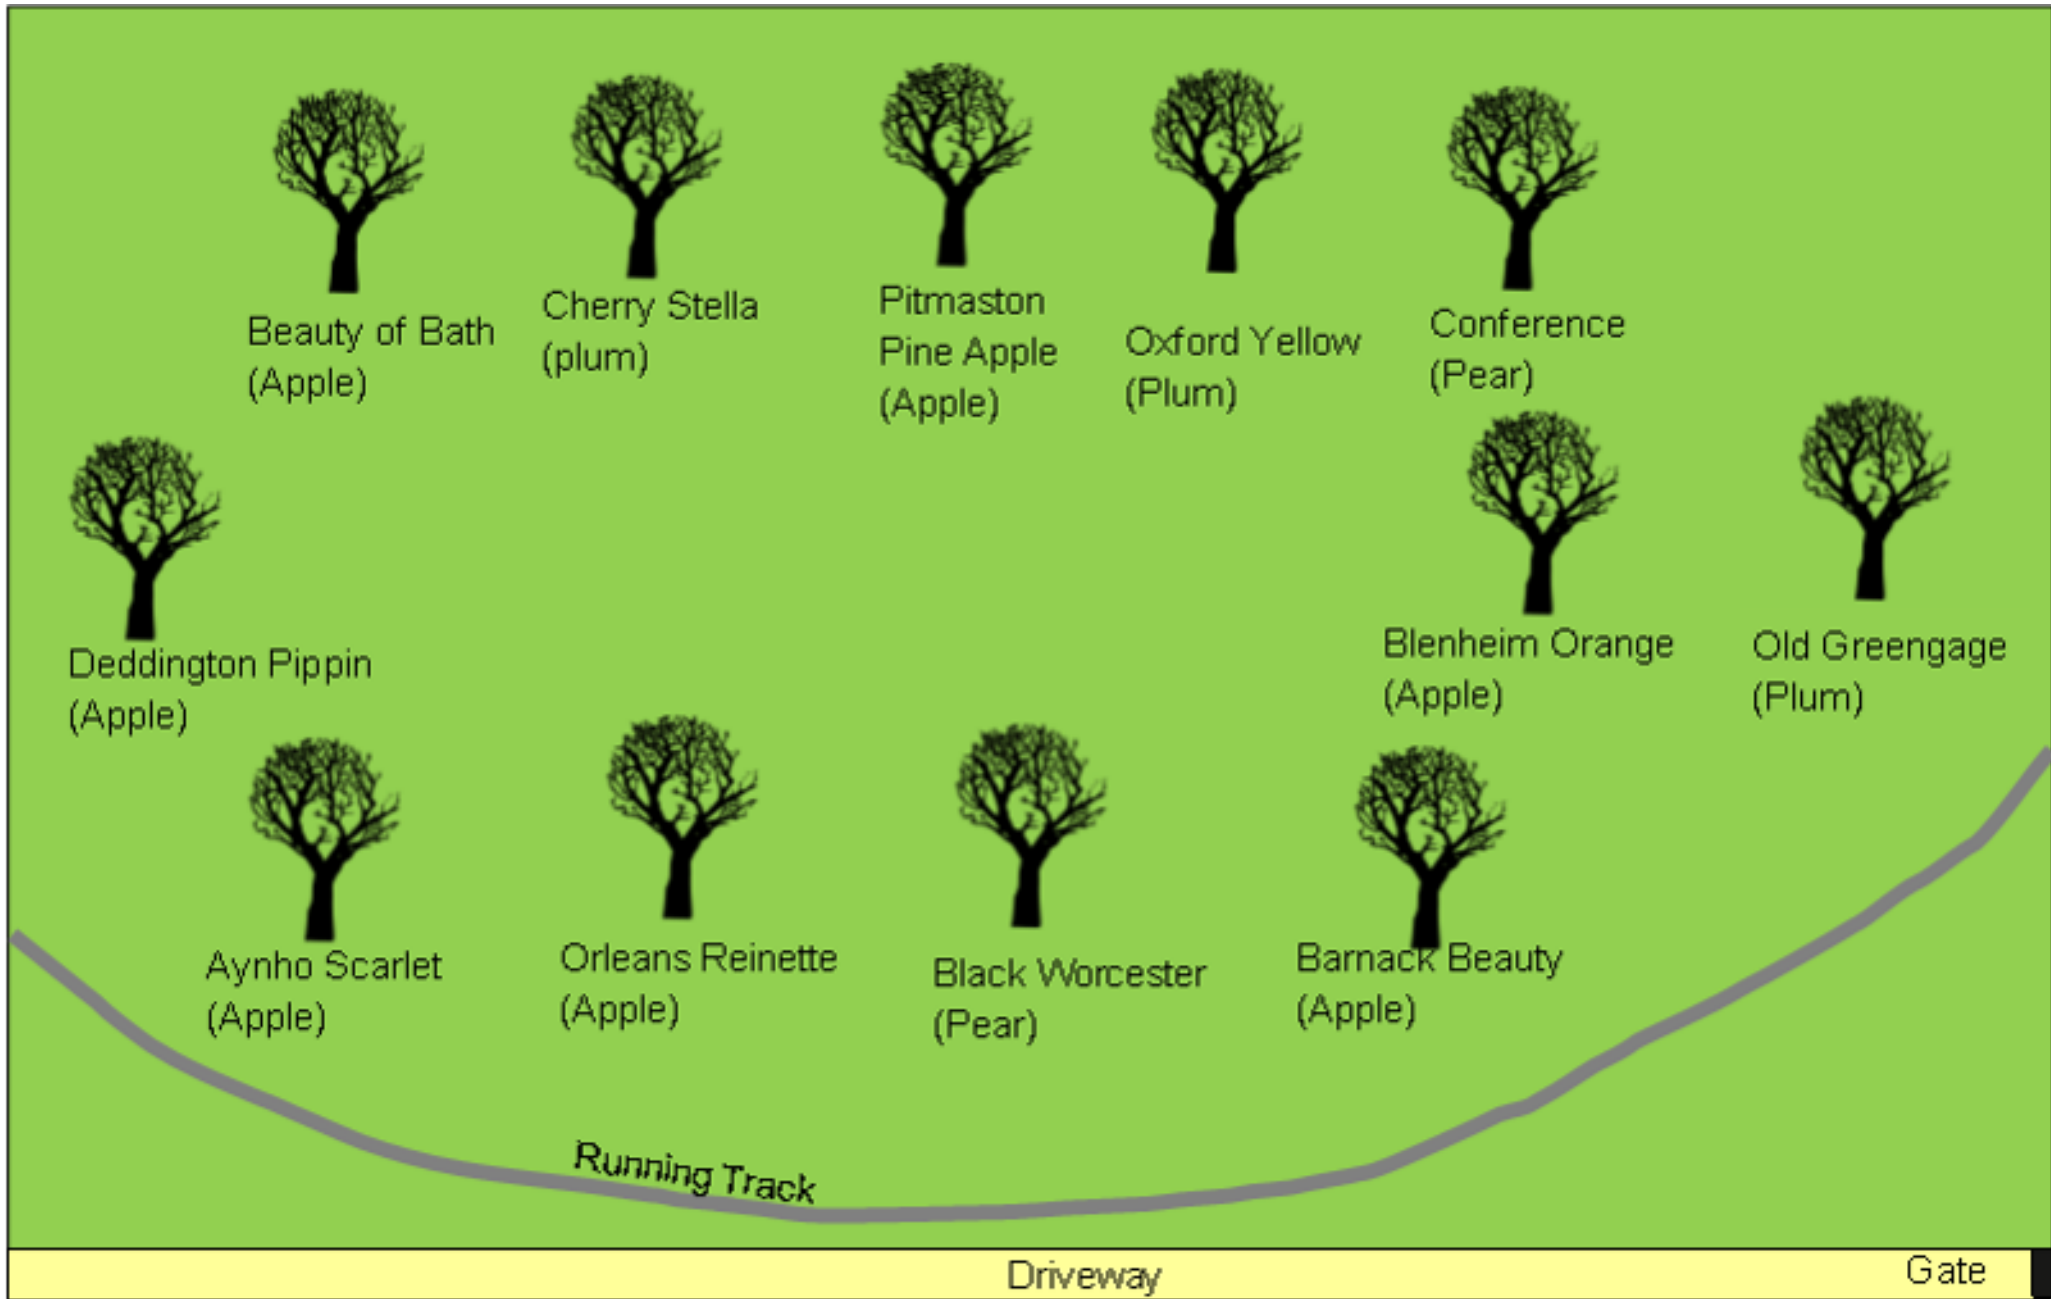 Beauty of Bath
(Apple)
Cherry Stella
(plum)
Pitmaston
Pine Apple
(Apple)
Oxford Yellow
(Plum)
Conference
(Pear)
Deddington Pippin
(Apple)
Blenheim Orange
(Apple)
Old Greengage
(Plum)
Aynho Scarlet
(Apple)
Orleans Reinette
(Apple)
Black Worcester
(Pear)
Barnack Beauty
(Apple)
Running Track
Driveway
Gate